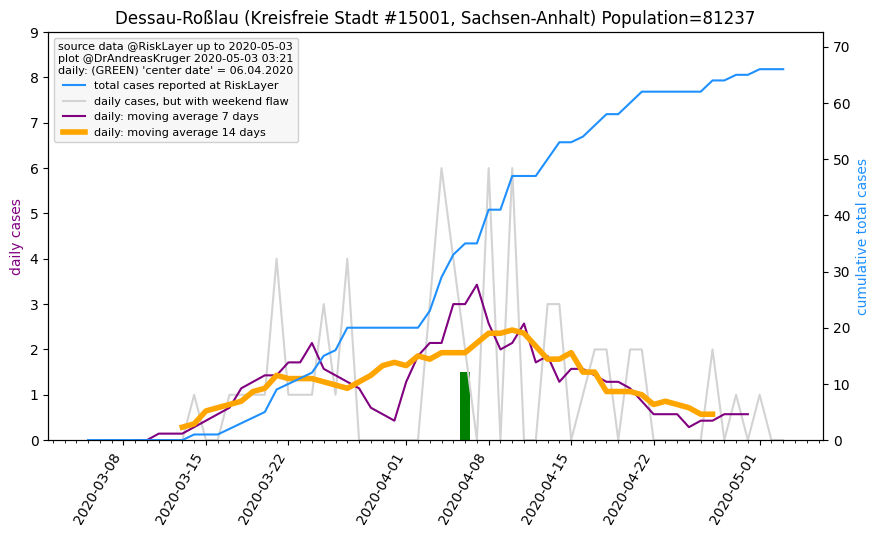 Dessau-Roßlau (Kreisfreie Stadt #15001, Sachsen-Anhalt) Population=81237
source data @RiskLayer up to 2020-05-03
plot @DrAndreasKruger 2020-05-03 03:21
daily: (GREEN) 'center date' = 06.04.2020
total cases reported at RiskLayer
daily cases, but with weekend flaw
daily: moving average 7 days
daily: moving average 14 days
daily cases
9
8
7
6
5
4
3
2
1
0
70
60
50
40
30
20
10
0
cumulative total cases
2020-03-08
2020-03-15
2020-03-22
2020-04-01
2020-04-08
2020-04-15
2020-04-22
2020-05-01